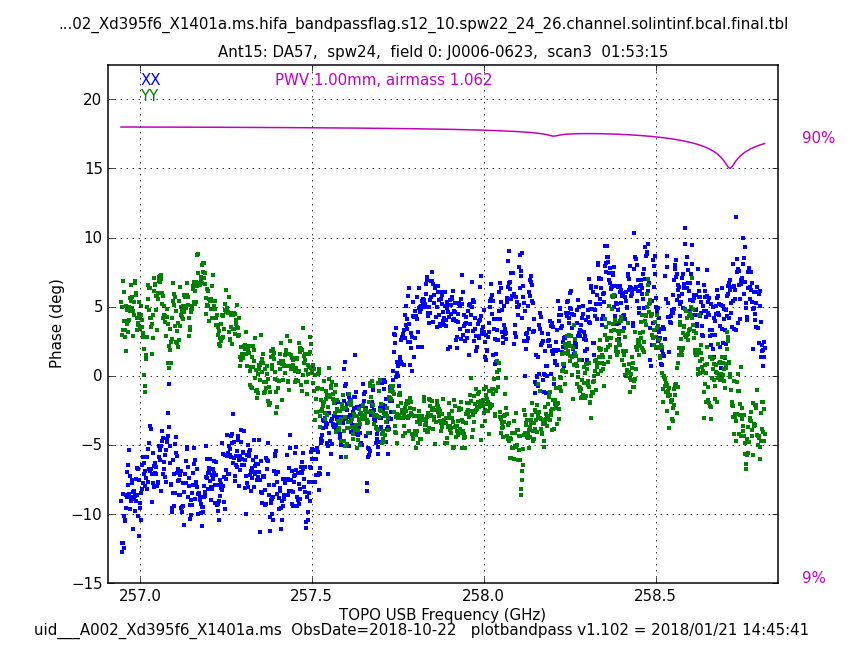 ...02_Xd395f6_X1401a.ms.hifa_bandpassflag.s12_10.spw22_24_26.channel.solintinf.bcal.final.tbl
Ant15: DA57,  spw24,  field 0: J0006-0623,  scan3  01:53:15
XX
PWV 1.00mm, airmass 1.062
YY
20
90%
15
10
5
0
−5
−10
−15
9%
Phase (deg)
257.0
257.5
258.0
258.5
TOPO USB Frequency (GHz)
uid___A002_Xd395f6_X1401a.ms  ObsDate=2018-10-22   plotbandpass v1.102 = 2018/01/21 14:45:41